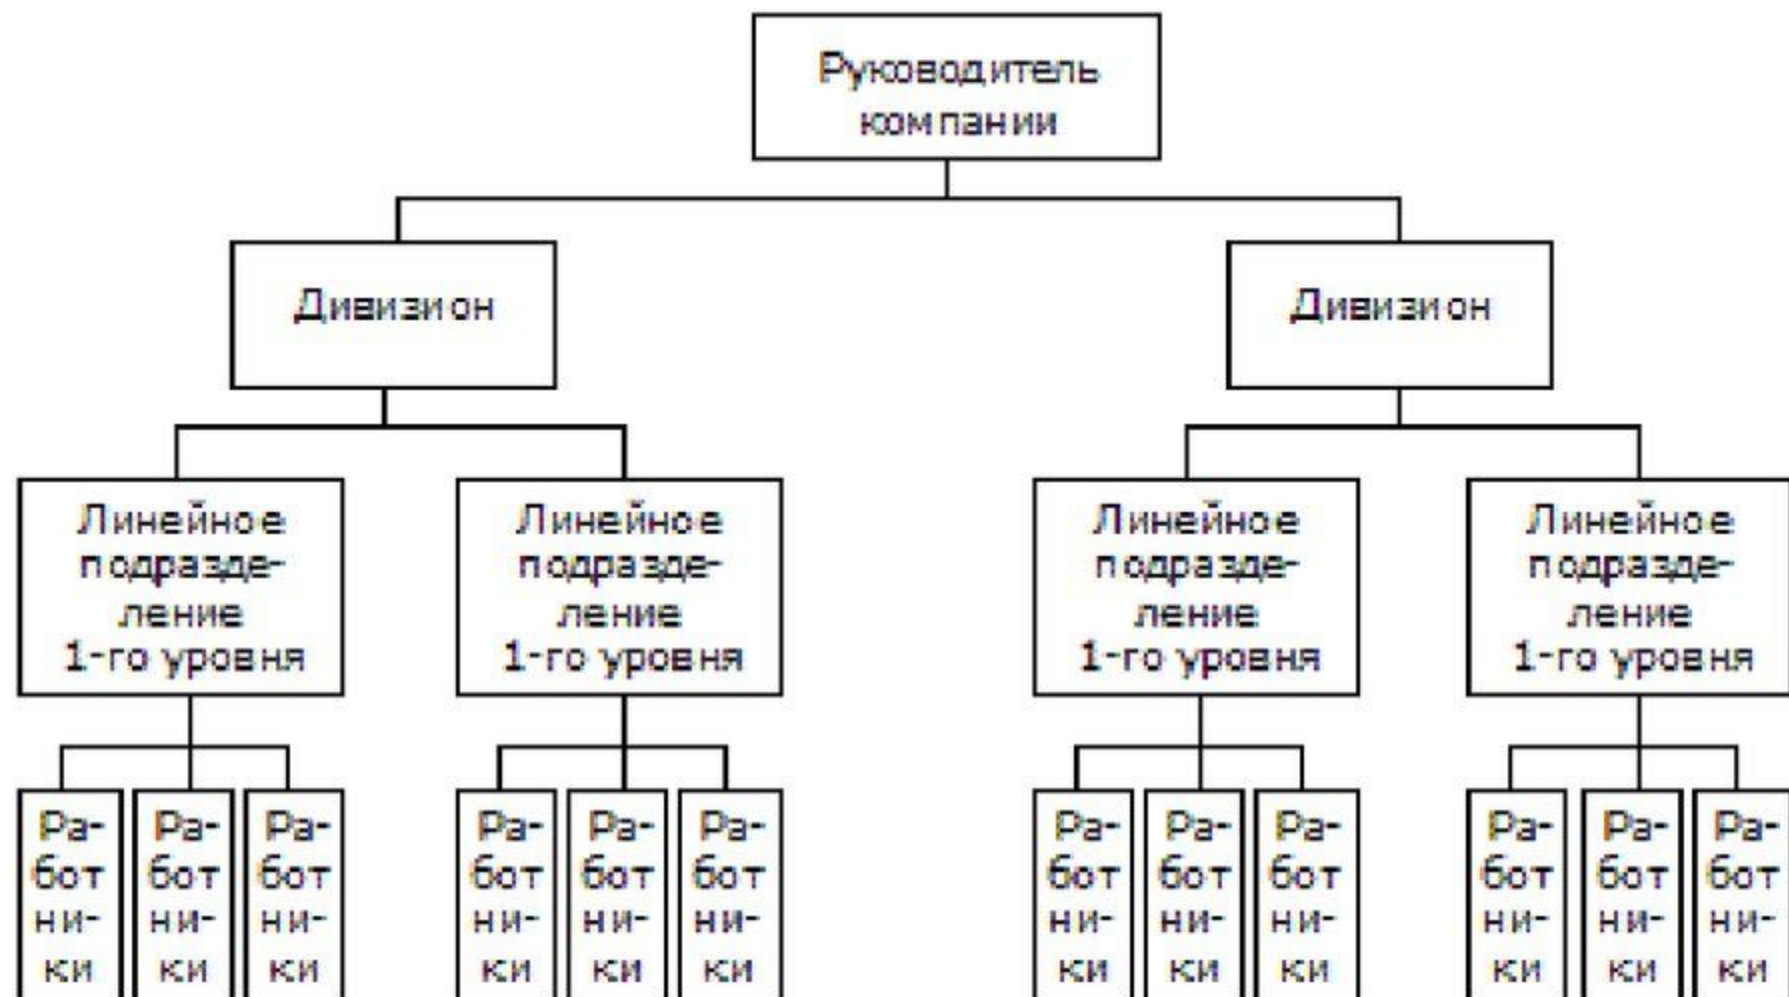 Руководитель
компании
Дивизион
Дивизион
Линейное
подразде-
ление
1-го уровня
Линейное
подразде-
ление
1-го уровня
Линейное
подразде-
ление
1-го уровня
Линейное
подразде-
ление
1-го уровня
Ра-
бот
ни-
ки
Ра-
бот
ни-
ки
Ра-
бот
ни-
ки
Ра-
бот
ни-
ки
Ра-
бот
ни-
ки
Ра-
бот
ни-
ки
Ра-
бот
ни-
ки
Ра-
бот
ни-
ки
Ра-
бот
ни-
ки
Ра-
бот
ни-
ки
Ра-
бот
ни-
ки
Ра-
бот
ни-
ки